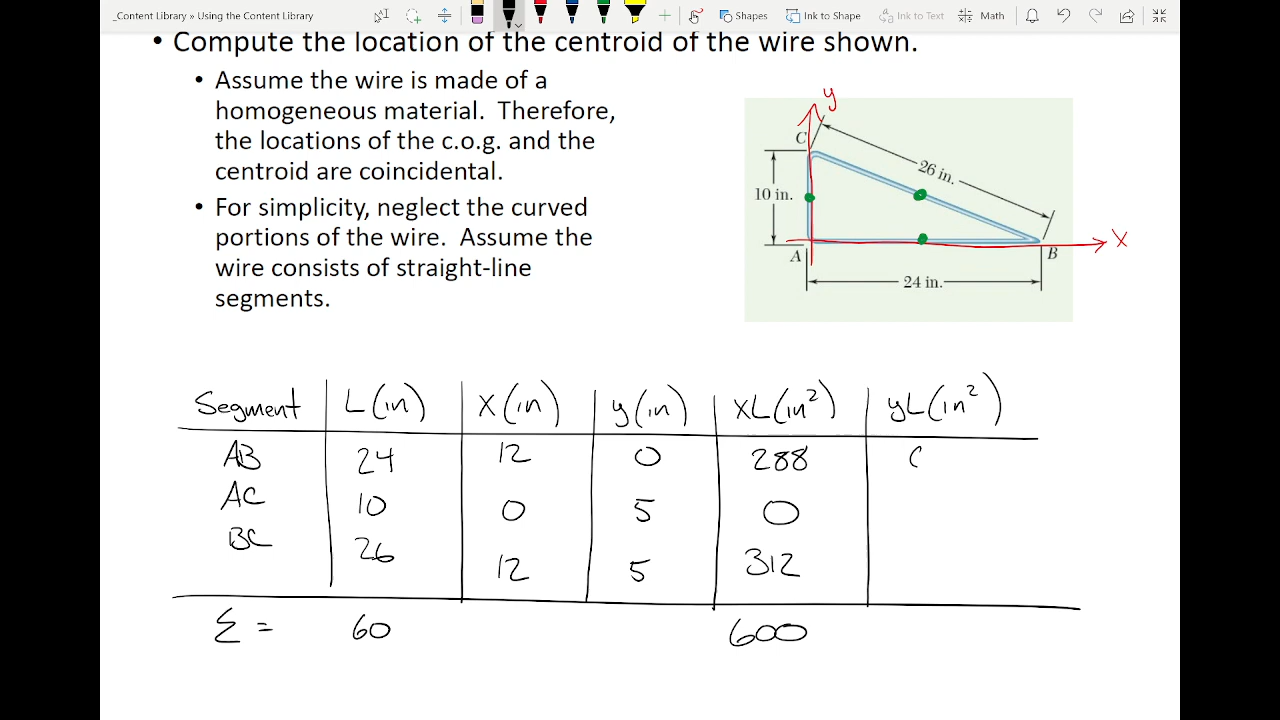 _Content Library » Using the Content Library
Shapes Ink to Shape Ink to Text Math
• Compute the location of the centroid of the wire shown.
• Assume the wire is made of a
homogeneous material. Therefore,
the locations of the c.o.g. and the
centroid are coincidental.
• For simplicity, neglect the curved
portions of the wire. Assume the
wire consists of straight-line
segments.
y
C
26 in.
10 in.
X
A
B
24 in.
Segment L(in) X(in) y(in) XL(in²) yL(in²)
AB 24 12 0 288
AC 10 0 5 0
BC 26 12 5 312
Σ = 60 600